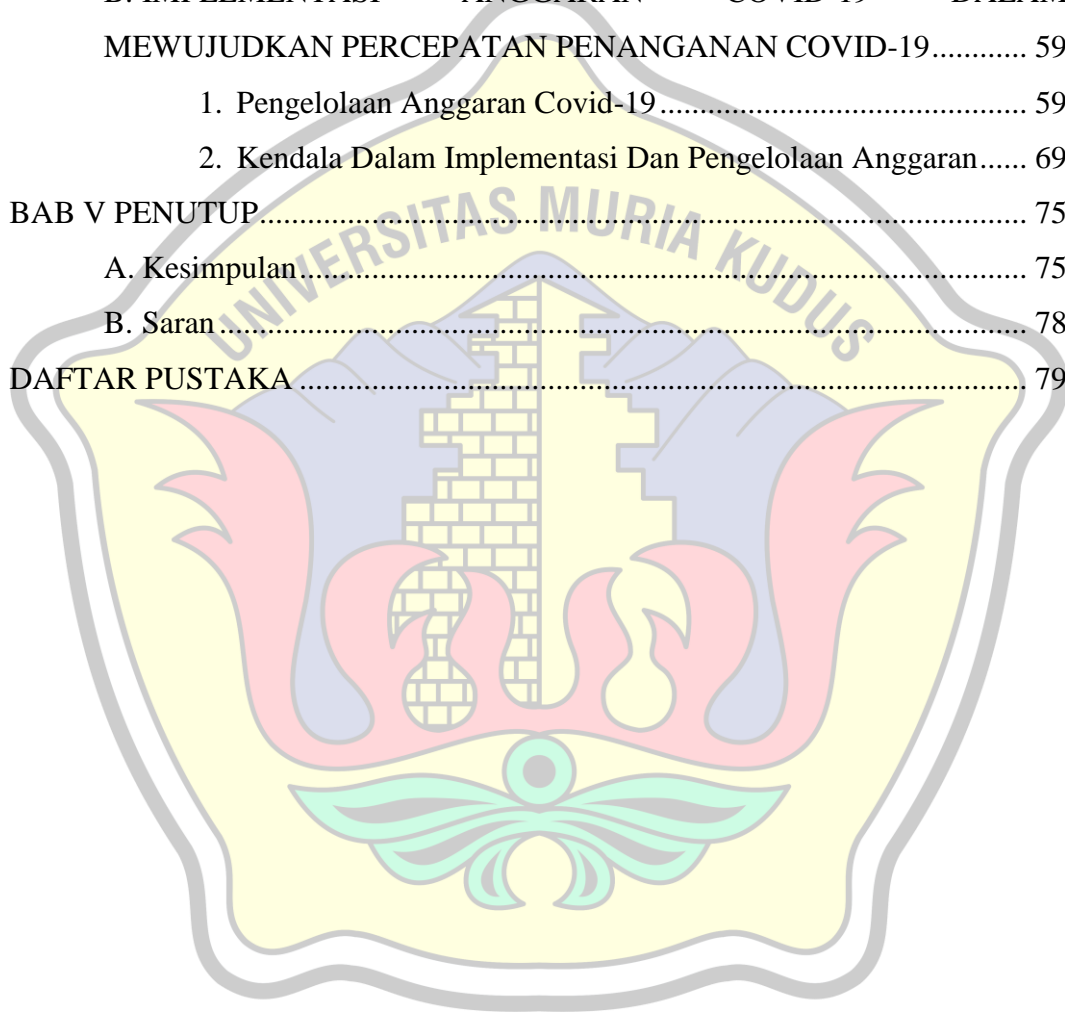 B. IMPLEMENTASI ANGGARAN COVID-19 DALAM
MEWUJUDKAN PERCEPATAN PENANGANAN COVID-19............ 59
1. Pengelolaan Anggaran Covid-19................................................ 59
2. Kendala Dalam Implementasi Dan Pengelolaan Anggaran...... 69
BAB V PENUTUP.................................................................................... 75
A. Kesimpulan................................................................................ 75
B. Saran.......................................................................................... 78
DAFTAR PUSTAKA................................................................................ 79
UNIVERSITAS MURIA KUDUS